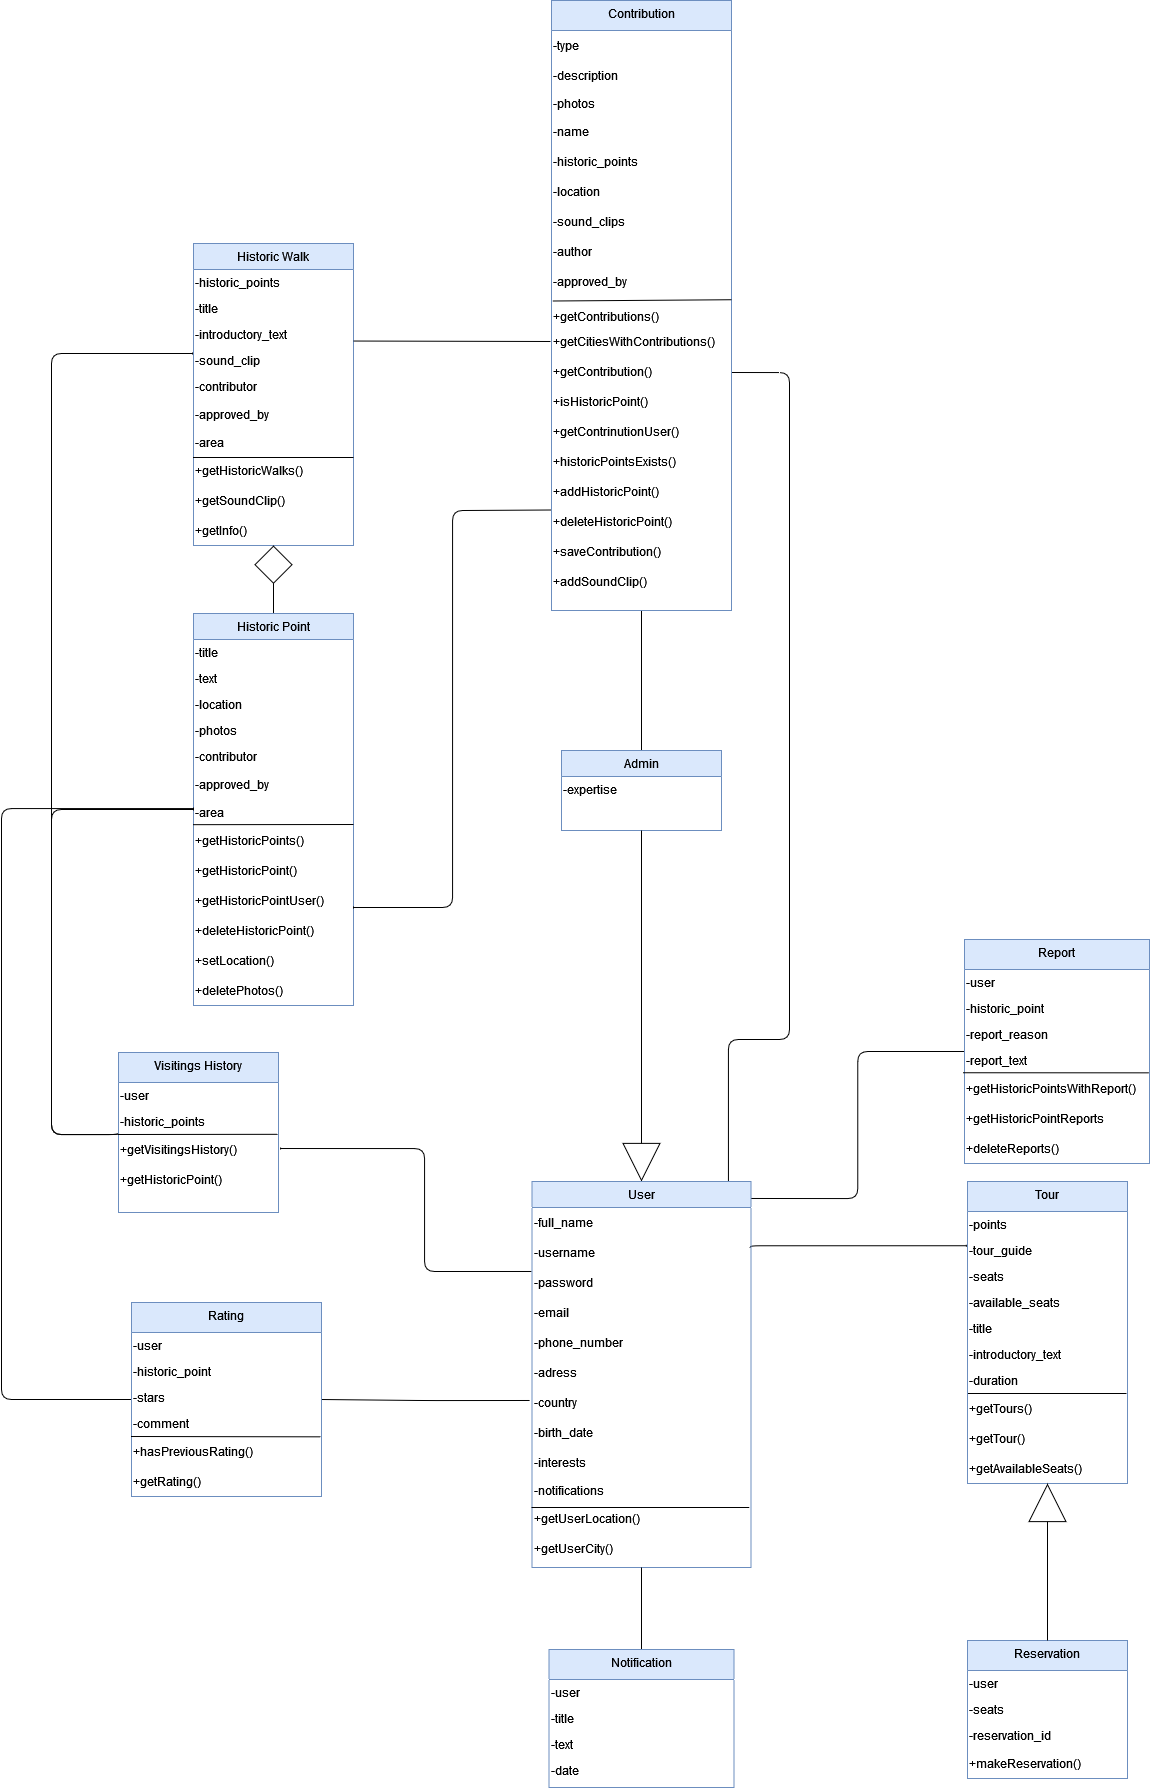 Contribution
-type
-description
-photos
-name
-historic_points
-location
-sound_clips
-author
-approved_by
+getContributions()
+getCitiesWithContributions()
+getContribution()
+isHistoricPoint()
+getContrinutionUser()
+historicPointsExists()
+addHistoricPoint()
+deleteHistoricPoint()
+saveContribution()
+addSoundClip()
Historic Walk
-historic_points
-title
-introductory_text
-sound_clip
-contributor
-approved_by
-area
+getHistoricWalks()
+getSoundClip()
+getInfo()
Historic Point
-title
-text
-location
-photos
-contributor
-approved_by
-area
+getHistoricPoints()
+getHistoricPoint()
+getHistoricPointUser()
+deleteHistoricPoint()
+setLocation()
+deletePhotos()
Admin
-expertise
Report
-user
-historic_point
-report_reason
-report_text
+getHistoricPointsWithReport()
+getHistoricPointReports
+deleteReports()
Visitings History
-user
-historic_points
+getVisitingsHistory()
+getHistoricPoint()
User
-full_name
-username
-password
-email
-phone_number
-adress
-country
-birth_date
-interests
-notifications
+getUserLocation()
+getUserCity()
Tour
-points
-tour_guide
-seats
-available_seats
-title
-introductory_text
-duration
+getTours()
+getTour()
+getAvailableSeats()
Rating
-user
-historic_point
-stars
-comment
+hasPreviousRating()
+getRating()
Notification
-user
-title
-text
-date
Reservation
-user
-seats
-reservation_id
+makeReservation()